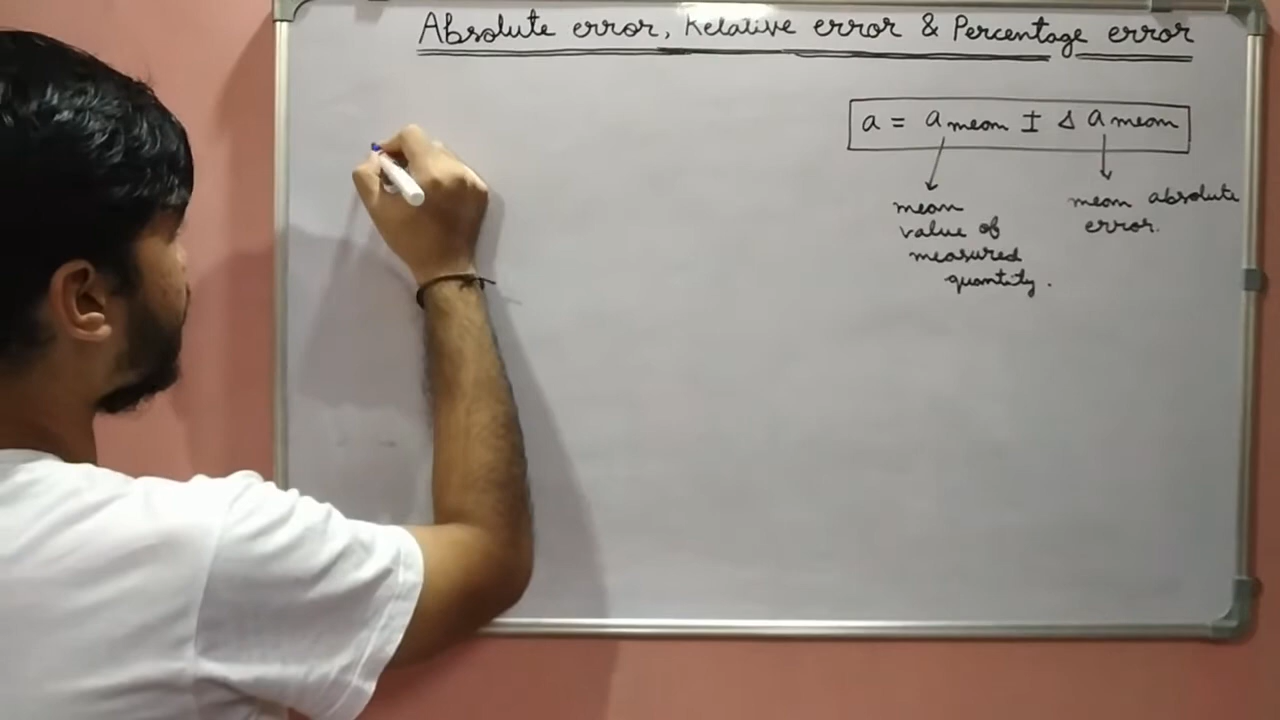 Absolute error, Relative error & Percentage error
a = a mean ± Δ a mean
mean
value of
measured
quantity.
mean absolute
error.